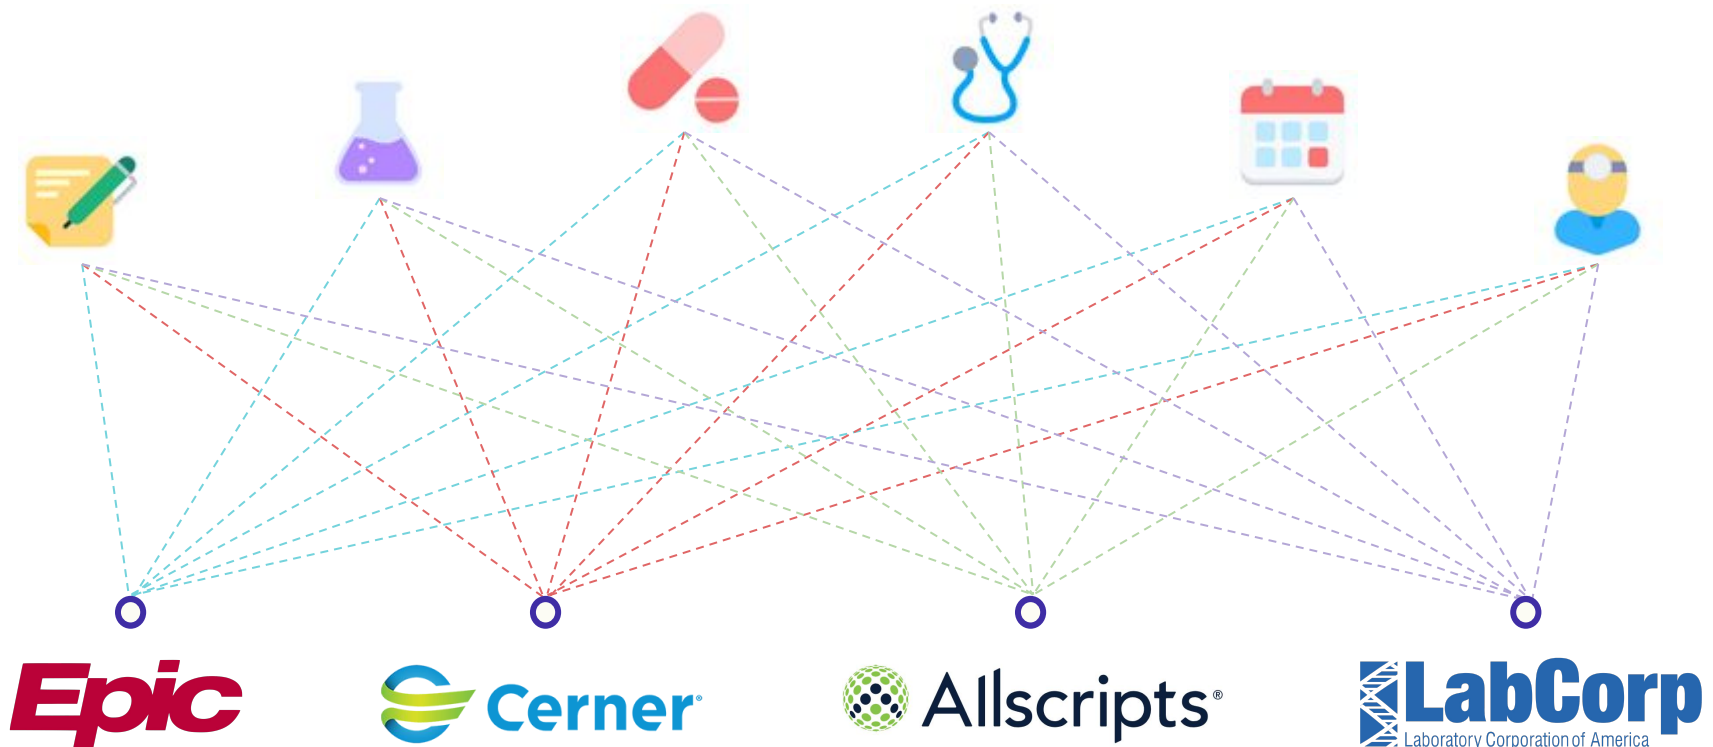 Epic
Cerner®
Allscripts®
LabCorp
Laboratory Corporation of America